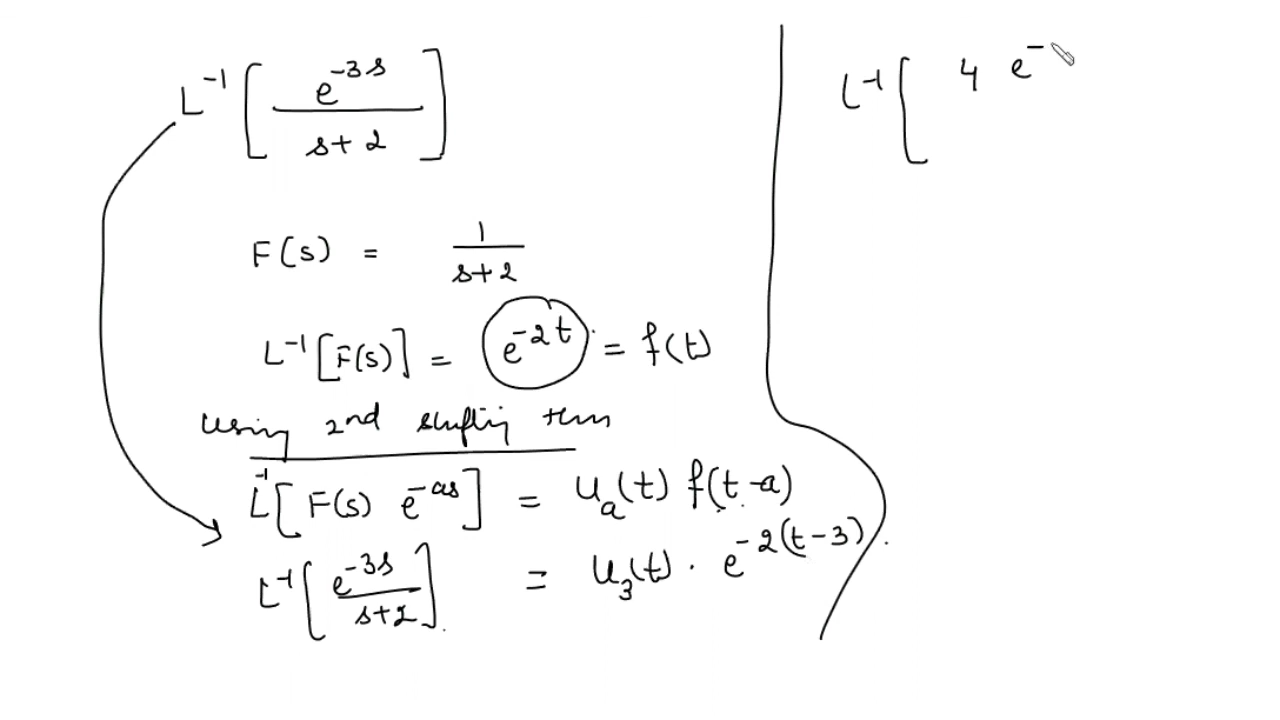 L⁻¹ [ e^{-3s} / (s+2) ]
F(s) = 1 / (s+2)
L⁻¹ [F(s)] = e^{-2t} = f(t)
using 2nd shifting thm
L⁻¹ [ F(s) e^{-as} ] = u_a(t) f(t-a)
L⁻¹ [ e^{-3s} / (s+2) ] = u_3(t) . e^{-2(t-3)} .
L⁻¹ [ 4 e^{-